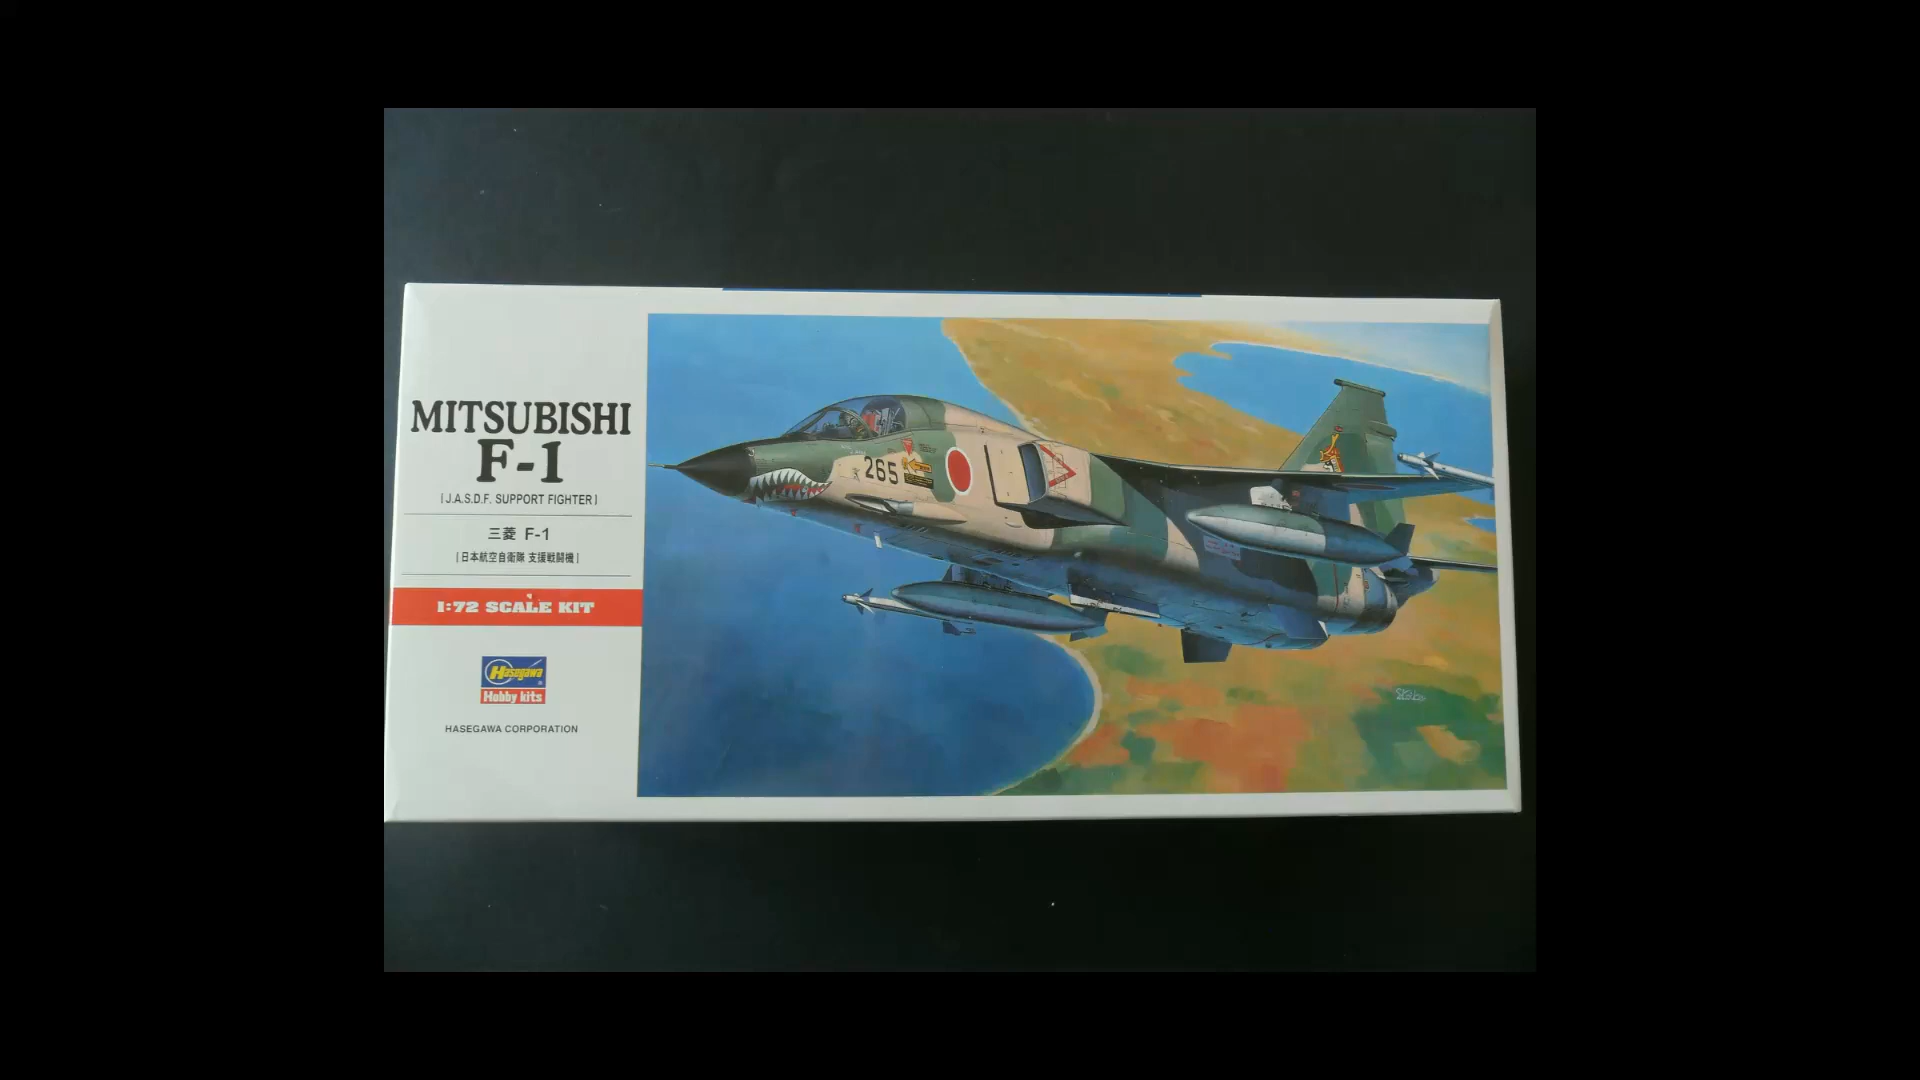 MITSUBISHI
F-1
[J.A.S.D.F. SUPPORT FIGHTER]
三菱 F-1
[日本航空自衛隊 支援戦闘機]
1:72 SCALE KIT
Hasegawa
Hobby kits
HASEGAWA CORPORATION
265